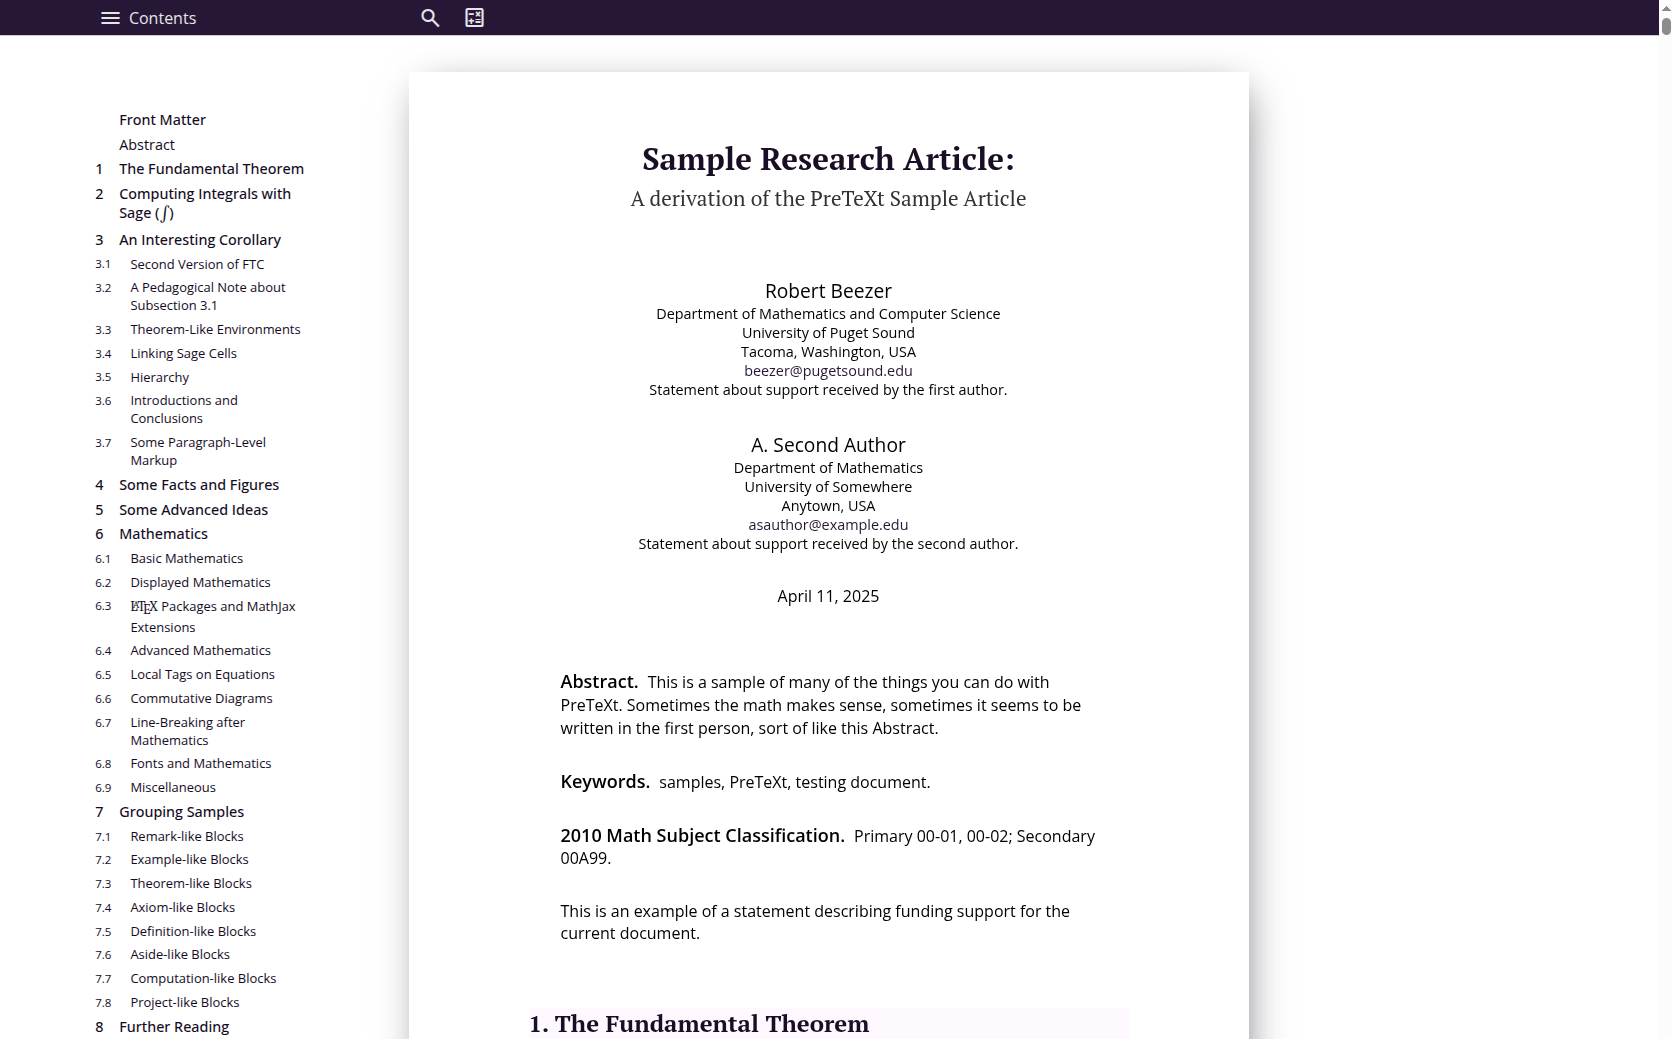 Contents
Front Matter
Abstract
1 The Fundamental Theorem
2 Computing Integrals with
Sage (∫)
3 An Interesting Corollary
3.1 Second Version of FTC
3.2 A Pedagogical Note about
Subsection 3.1
3.3 Theorem-Like Environments
3.4 Linking Sage Cells
3.5 Hierarchy
3.6 Introductions and
Conclusions
3.7 Some Paragraph-Level
Markup
4 Some Facts and Figures
5 Some Advanced Ideas
6 Mathematics
6.1 Basic Mathematics
6.2 Displayed Mathematics
6.3 LATEX Packages and MathJax
Extensions
6.4 Advanced Mathematics
6.5 Local Tags on Equations
6.6 Commutative Diagrams
6.7 Line-Breaking after
Mathematics
6.8 Fonts and Mathematics
6.9 Miscellaneous
7 Grouping Samples
7.1 Remark-like Blocks
7.2 Example-like Blocks
7.3 Theorem-like Blocks
7.4 Axiom-like Blocks
7.5 Definition-like Blocks
7.6 Aside-like Blocks
7.7 Computation-like Blocks
7.8 Project-like Blocks
8 Further Reading
Sample Research Article:
A derivation of the PreTeXt Sample Article
Robert Beezer
Department of Mathematics and Computer Science
University of Puget Sound
Tacoma, Washington, USA
beezer@pugetsound.edu
Statement about support received by the first author.
A. Second Author
Department of Mathematics
University of Somewhere
Anytown, USA
asauthor@example.edu
Statement about support received by the second author.
April 11, 2025
Abstract. This is a sample of many of the things you can do with
PreTeXt. Sometimes the math makes sense, sometimes it seems to be
written in the first person, sort of like this Abstract.
Keywords. samples, PreTeXt, testing document.
2010 Math Subject Classification. Primary 00-01, 00-02; Secondary
00A99.
This is an example of a statement describing funding support for the
current document.
1. The Fundamental Theorem